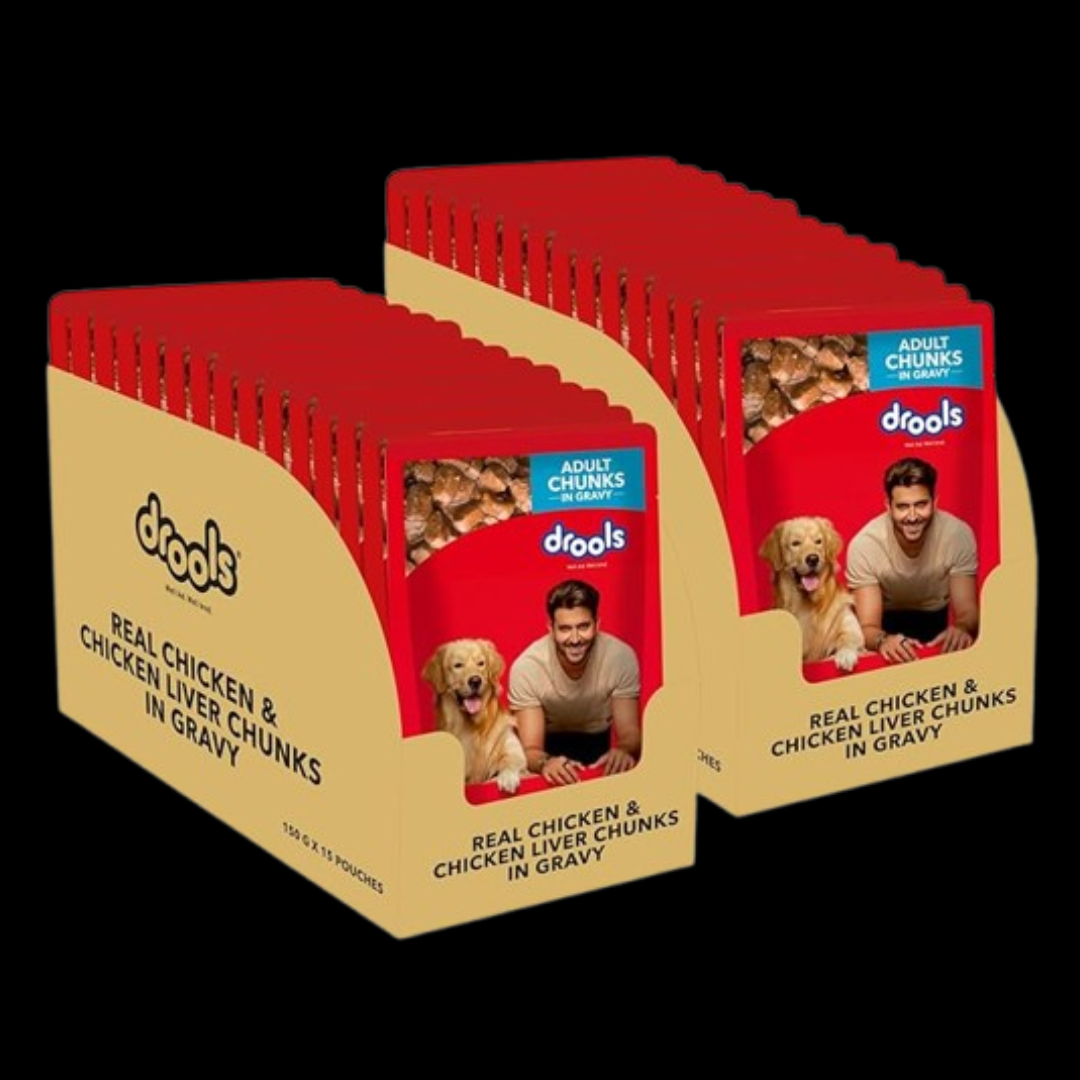 drools
REAL CHICKEN &
CHICKEN LIVER CHUNKS
IN GRAVY
150 G X 15 POUCHES
ADULT
CHUNKS
IN GRAVY
drools
REAL CHICKEN &
CHICKEN LIVER CHUNKS
IN GRAVY
ADULT
CHUNKS
IN GRAVY
drools
REAL CHICKEN &
CHICKEN LIVER CHUNKS
IN GRAVY